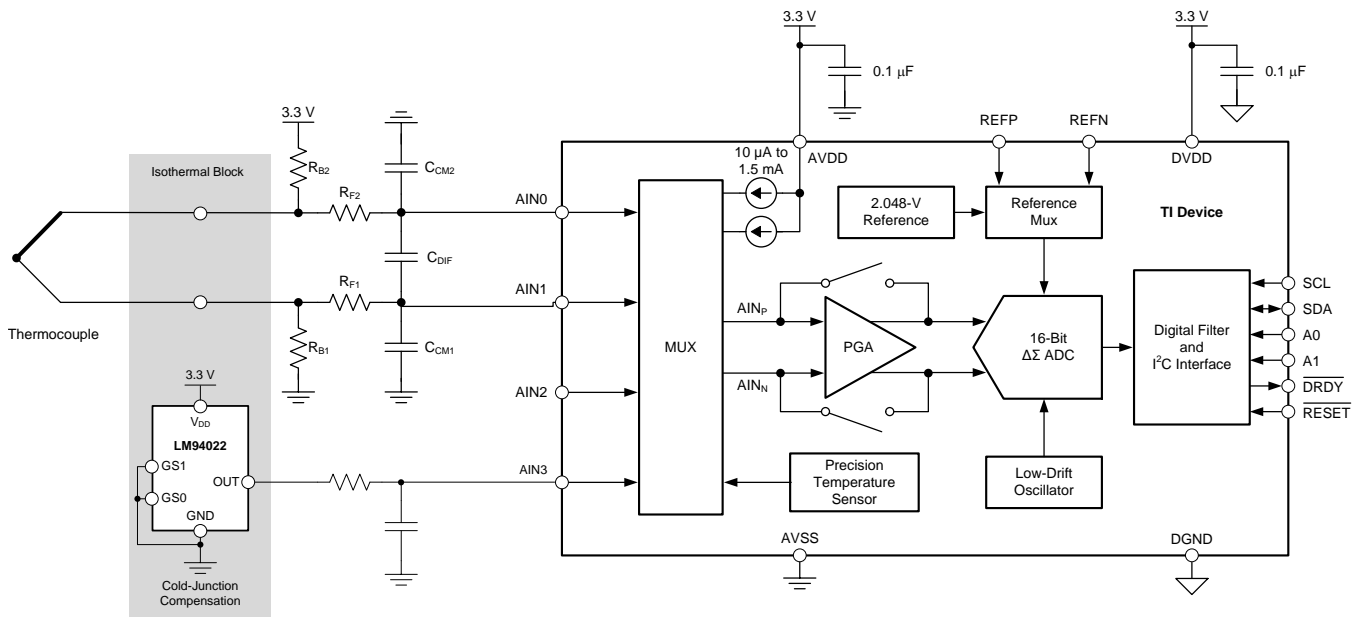 3.3 V
3.3 V
0.1 μF
0.1 μF
3.3 V
REFP
REFN
AVDD
DVDD
10 μA to
1.5 mA
Isothermal Block
RB2
CCM2
RF2
AIN0
2.048-V
Reference
Reference
Mux
TI Device
CDIF
RF1
AIN1
SCL
SDA
A0
A1
DRDY
RESET
Thermocouple
RB1
CCM1
MUX
AINP
AINN
PGA
16-Bit
ΔΣ ADC
Digital Filter
and
I²C Interface
3.3 V
VDD
LM94022
GS1
GS0
OUT
GND
AIN2
AIN3
Precision
Temperature
Sensor
Low-Drift
Oscillator
AVSS
DGND
Cold-Junction
Compensation